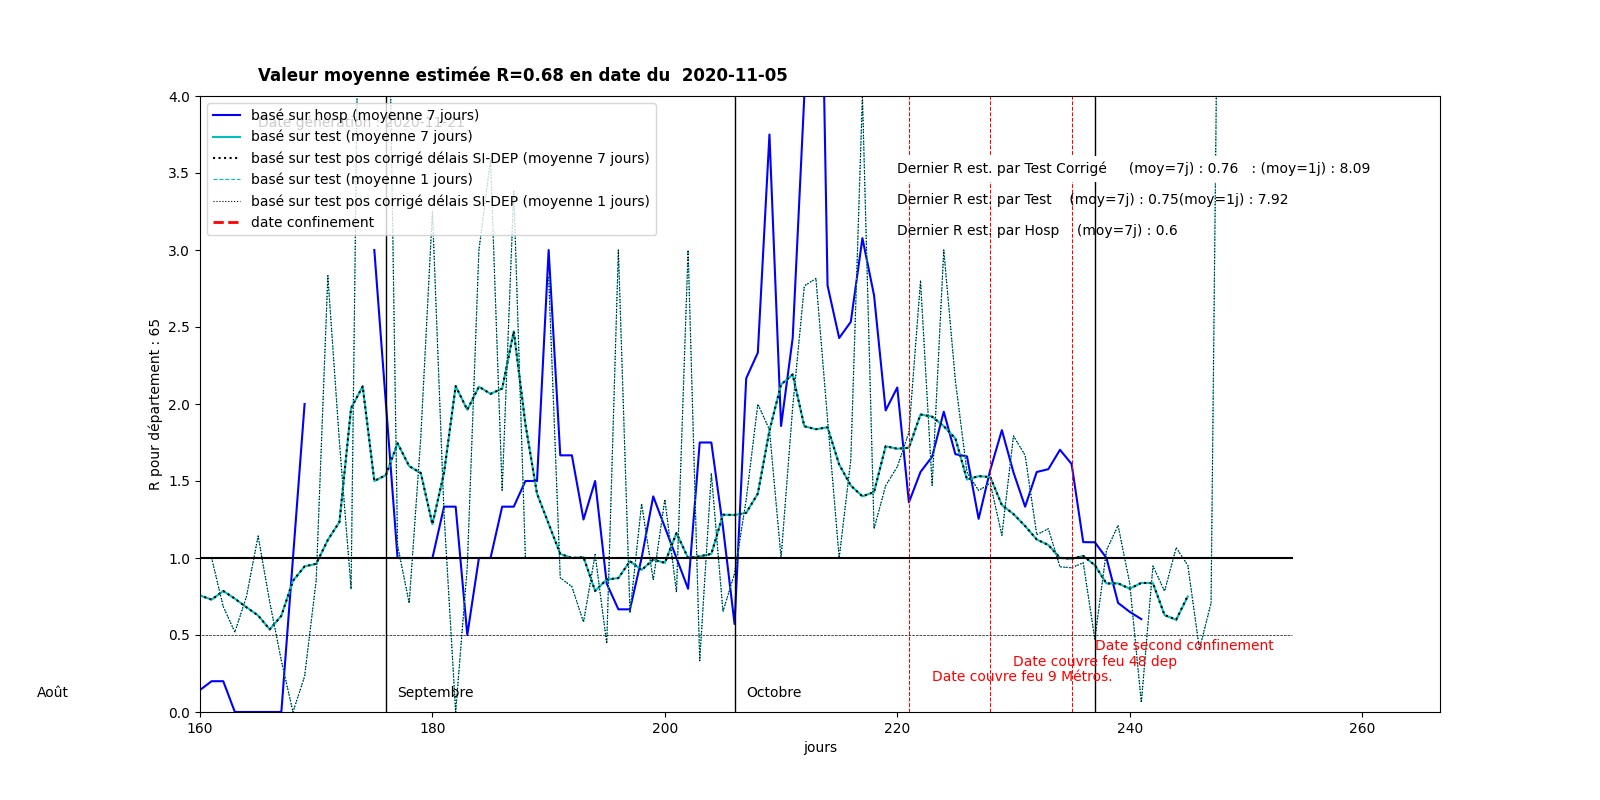 Valeur moyenne estimée R=0.68 en date du  2020-11-05
Date génération : 2020-11-21
basé sur hosp (moyenne 7 jours)
basé sur test (moyenne 7 jours)
basé sur test pos corrigé délais SI-DEP (moyenne 7 jours)
basé sur test (moyenne 1 jours)
basé sur test pos corrigé délais SI-DEP (moyenne 1 jours)
date confinement
Dernier R est. par Test Corrigé     (moy=7j) : 0.76   : (moy=1j) : 8.09
Dernier R est. par Test    (moy=7j) : 0.75(moy=1j) : 7.92
Dernier R est. par Hosp    (moy=7j) : 0.6
R pour département : 65
4.0
3.5
3.0
2.5
2.0
1.5
1.0
0.5
0.0
Date second confinement
Date couvre feu 48 dep
Date couvre feu 9 Métros.
Août
Septembre
Octobre
160
180
200
220
240
260
jours